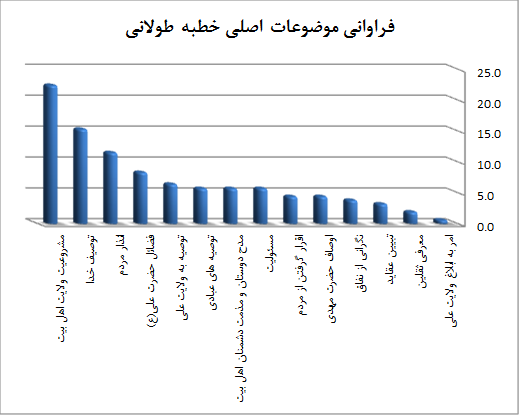 فراوانی موضوعات اصلی خطبه طولانی
25.0
20.0
15.0
10.0
5.0
0.0
مشروعیت ولایت اهل بیت
توصیف خدا
انذار مردم
فضائل حضرت علی(ع)
توصیه به ولایت علی
توصیه های عبادی
مدح دوستان و مذمت دشمنان اهل بیت
مسئولیت
اقرار گرفتن از مردم
اوصاف حضرت مهدی
نگرانی از نفاق
تبیین عقاید
معرفی ثقلین
امر به ابلاغ ولایت علی